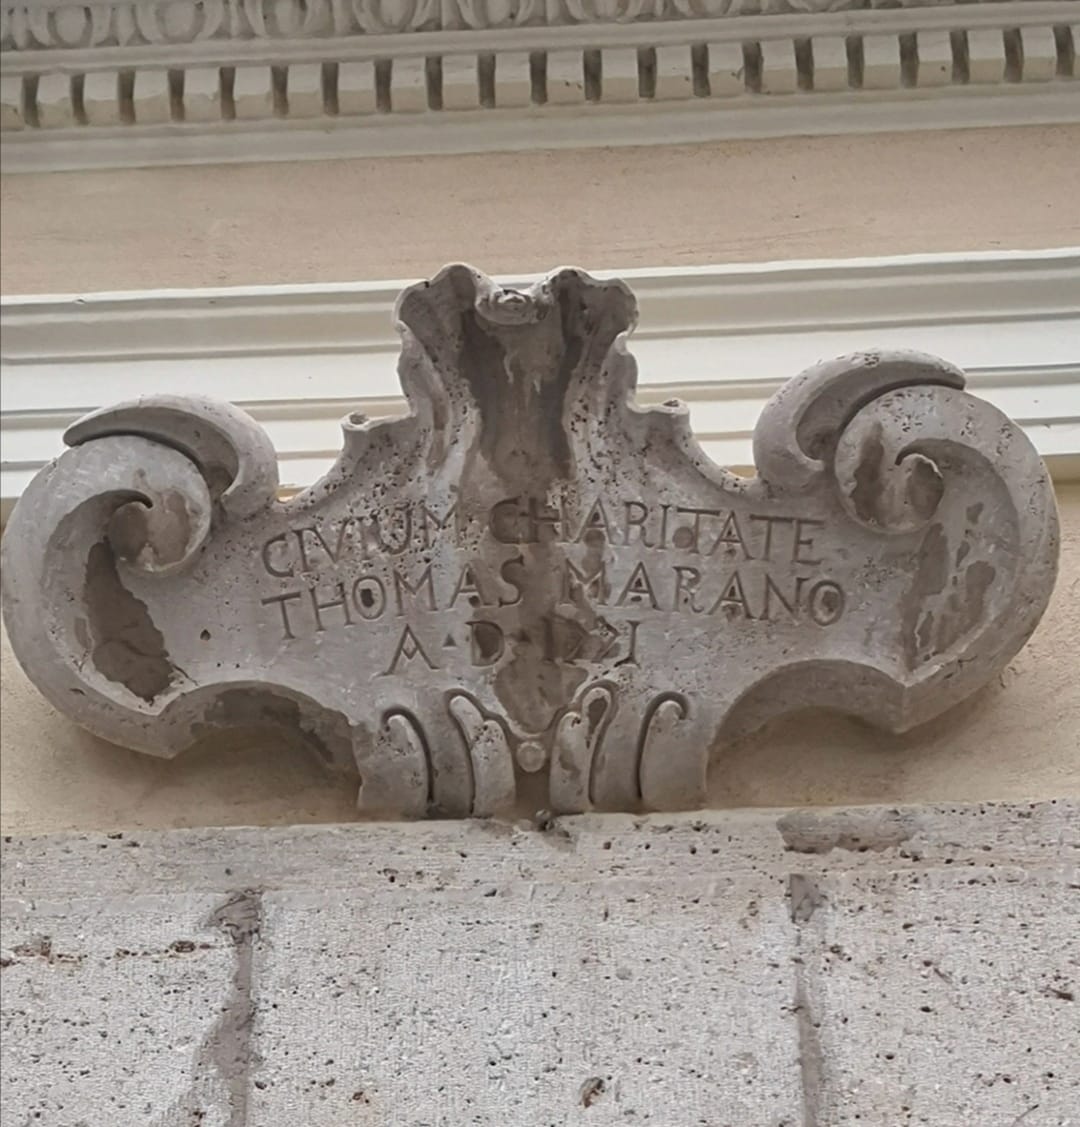 CIVIUM CHARITATE
THOMAS MARANO
A·D·